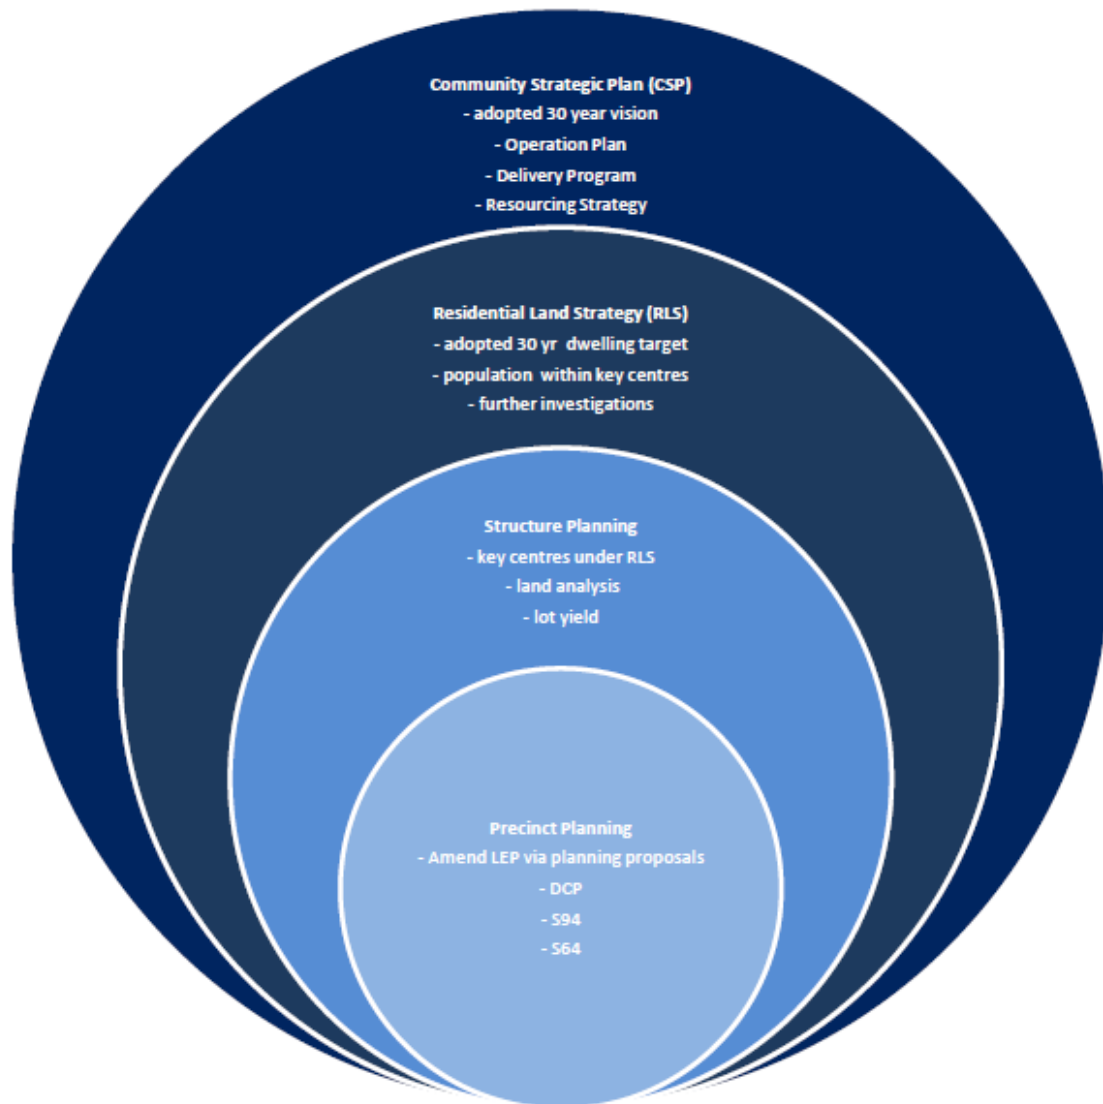 Community Strategic Plan (CSP)
- adopted 30 year vision
- Operation Plan
- Delivery Program
- Resourcing Strategy
Residential Land Strategy (RLS)
- adopted 30 yr dwelling target
- population within key centres
- further investigations
Structure Planning
- key centres under RLS
- land analysis
- lot yield
Precinct Planning
- Amend LEP via planning proposals
- DCP
- S94
- S64